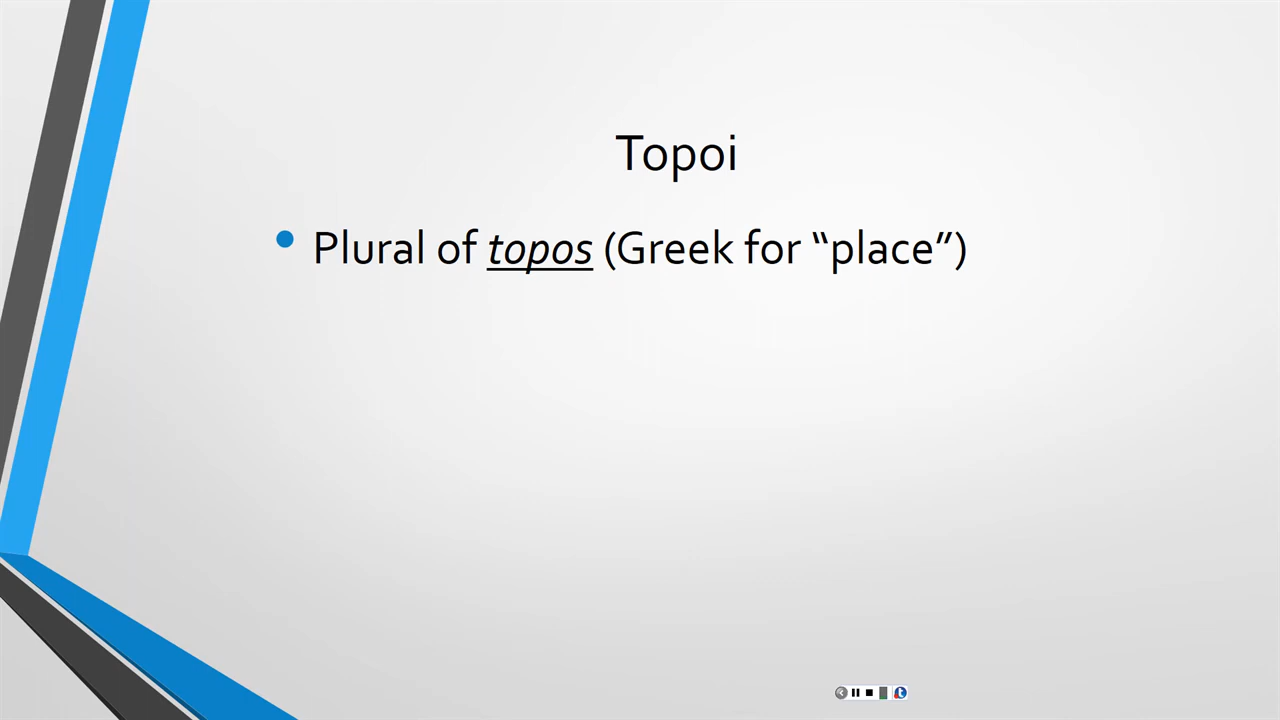 Topoi
• Plural of topos (Greek for “place”)